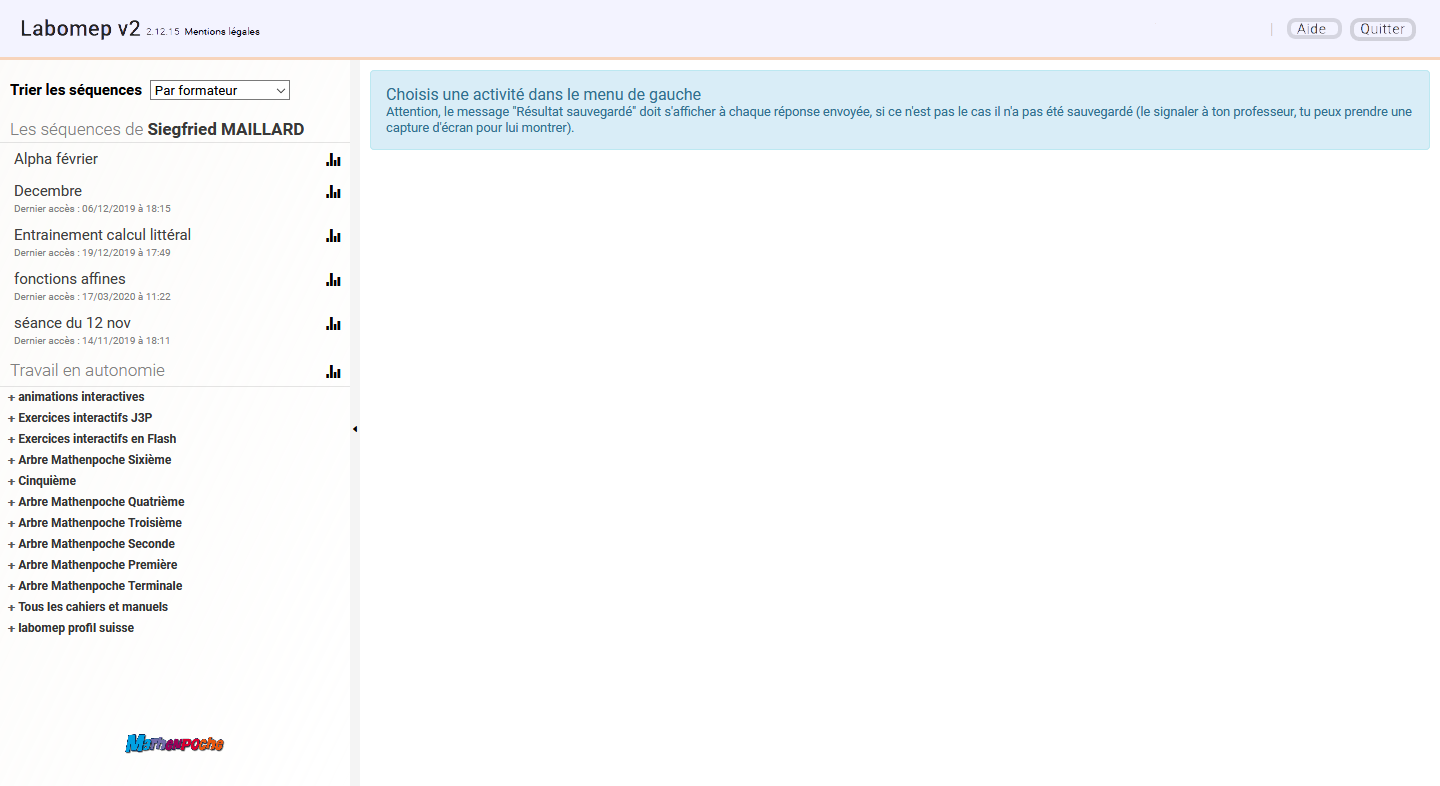 Labomep v2 2.12.15 Mentions légales
| Aide Quitter
Trier les séquences Par formateur
Les séquences de Siegfried MAILLARD
Alpha février
Decembre
Dernier accès : 06/12/2019 à 18:15
Entrainement calcul littéral
Dernier accès : 19/12/2019 à 17:49
fonctions affines
Dernier accès : 17/03/2020 à 11:22
séance du 12 nov
Dernier accès : 14/11/2019 à 18:11
Travail en autonomie
+ animations interactives
+ Exercices interactifs J3P
+ Exercices interactifs en Flash
+ Arbre Mathenpoche Sixième
+ Cinquième
+ Arbre Mathenpoche Quatrième
+ Arbre Mathenpoche Troisième
+ Arbre Mathenpoche Seconde
+ Arbre Mathenpoche Première
+ Arbre Mathenpoche Terminale
+ Tous les cahiers et manuels
+ labomep profil suisse
MatheNPOche
Choisis une activité dans le menu de gauche
Attention, le message "Résultat sauvegardé" doit s'afficher à chaque réponse envoyée, si ce n'est pas le cas il n'a pas été sauvegardé (le signaler à ton professeur, tu peux prendre une
capture d'écran pour lui montrer).